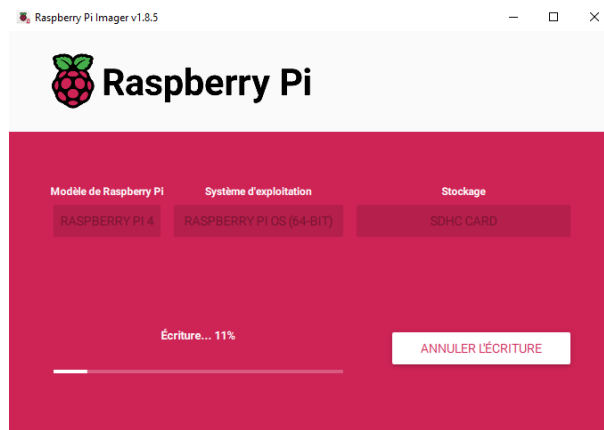 Raspberry Pi Imager v1.8.5
Raspberry Pi
Modèle de Raspberry Pi Système d'exploitation Stockage
RASPBERRY PI 4 RASPBERRY PI OS (64-BIT) SDHC CARD
Écriture... 11%
ANNULER L'ÉCRITURE